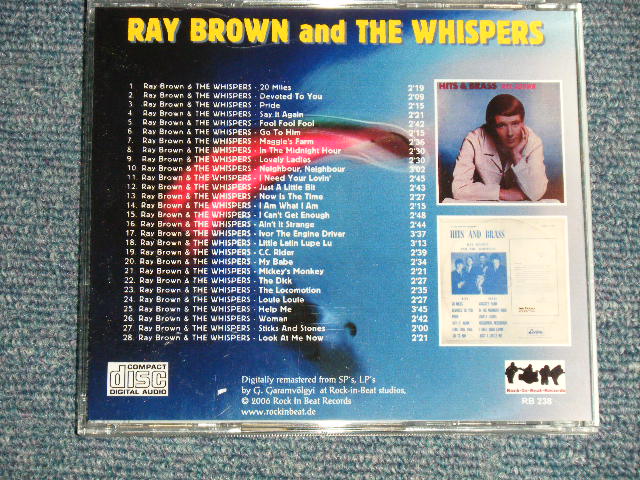 RAY BROWN and THE WHISPERS
1 Ray Brown & THE WHISPERS - 20 Miles 2'19
2. Ray Brown & THE WHISPERS - Devoted To You 2'09
3. Ray Brown & THE WHISPERS - Pride 2'15
4 Ray Brown & THE WHISPERS - Say It Again 2'21
5. Ray Brown & THE WHISPERS - Fool Fool Fool 2'42
6. Ray Brown & THE WHISPERS - Go To Him 2'15
7. Ray Brown & THE WHISPERS - Maggie's Farm 2'36
8. Ray Brown & THE WHISPERS - In The Midnight Hour 2'30
9. Ray Brown & THE WHISPERS - Lovely Ladies 2'30
10. Ray Brown & THE WHISPERS - Neighbour, Neighbour 3'02
11. Ray Brown & THE WHISPERS - I Need Your Lovin' 2'45
12. Ray Brown & THE WHISPERS - Just A Little Bit 2'43
13. Ray Brown & THE WHISPERS - Now Is The Time 2'27
14. Ray Brown & THE WHISPERS - I Am What I Am 2'15
15. Ray Brown & THE WHISPERS - I Can't Get Enough 2'48
16. Ray Brown & THE WHISPERS - Ain't It Strange 2'44
17. Ray Brown & THE WHISPERS - Ivor The Engine Driver 3'37
18. Ray Brown & THE WHISPERS - Little Latin Lupe Lu 3'13
19. Ray Brown & THE WHISPERS - C.C. Rider 2'39
20. Ray Brown & THE WHISPERS - My Babe 2'34
21. Ray Brown & THE WHISPERS - Mickey's Monkey 2'21
22. Ray Brown & THE WHISPERS - The Dick 2'27
23. Ray Brown & THE WHISPERS - The Locomotion 2'35
24. Ray Brown & THE WHISPERS - Louie Louie 2'27
25. Ray Brown & THE WHISPERS - Help Me 3'45
26. Ray Brown & THE WHISPERS - Woman 2'42
27 Ray Brown & THE WHISPERS - Sticks And Stones 2'00
28. Ray Brown & THE WHISPERS - Look At Me Now 2'21
HITS & BRASS RAY BROWN
HITS AND BRASS
RAY BROWN
AND THE WHISPERS
COMPACT
disc
DIGITAL AUDIO
Digitally remastered from SP's, LP's
by G. Garamvölgyi at Rock-in-Beat studios,
© 2006 Rock In Beat Records
www.rockinbeat.de
Rock-In-Beat-Records
RB 238